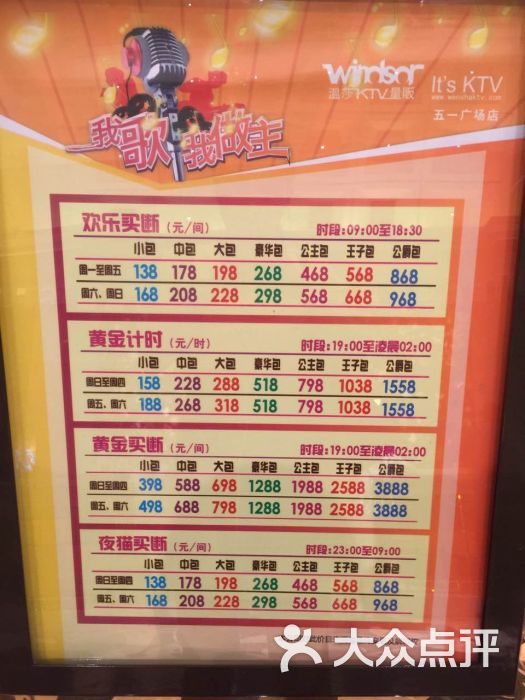 windsor It's KTV
温莎KTV量贩 www.wenshaktv.com
五一广场店
我歌我做主
欢乐买断(元/间) 时段:09:00至18:30
小包 中包 大包 豪华包 公主包 王子包 公爵包
周一至周五 138 178 198 268 468 568 868
周六、周日 168 208 228 298 568 668 968
黄金计时(元/时) 时段:19:00至凌晨02:00
小包 中包 大包 豪华包 公主包 王子包 公爵包
周日至周四 158 228 288 518 798 1038 1558
周五、周六 188 268 318 518 798 1038 1558
黄金买断(元/间) 时段:19:00至凌晨02:00
小包 中包 大包 豪华包 公主包 王子包 公爵包
周日至周四 398 588 698 1288 1988 2588 3888
周五、周六 498 688 798 1288 1988 2588 3888
夜猫买断(元/间) 时段:23:00至09:00
小包 中包 大包 豪华包 公主包 王子包 公爵包
周日至周四 138 178 198 268 468 568 868
周五、周六 168 208 228 298 568 668 968
此价目
大众点评